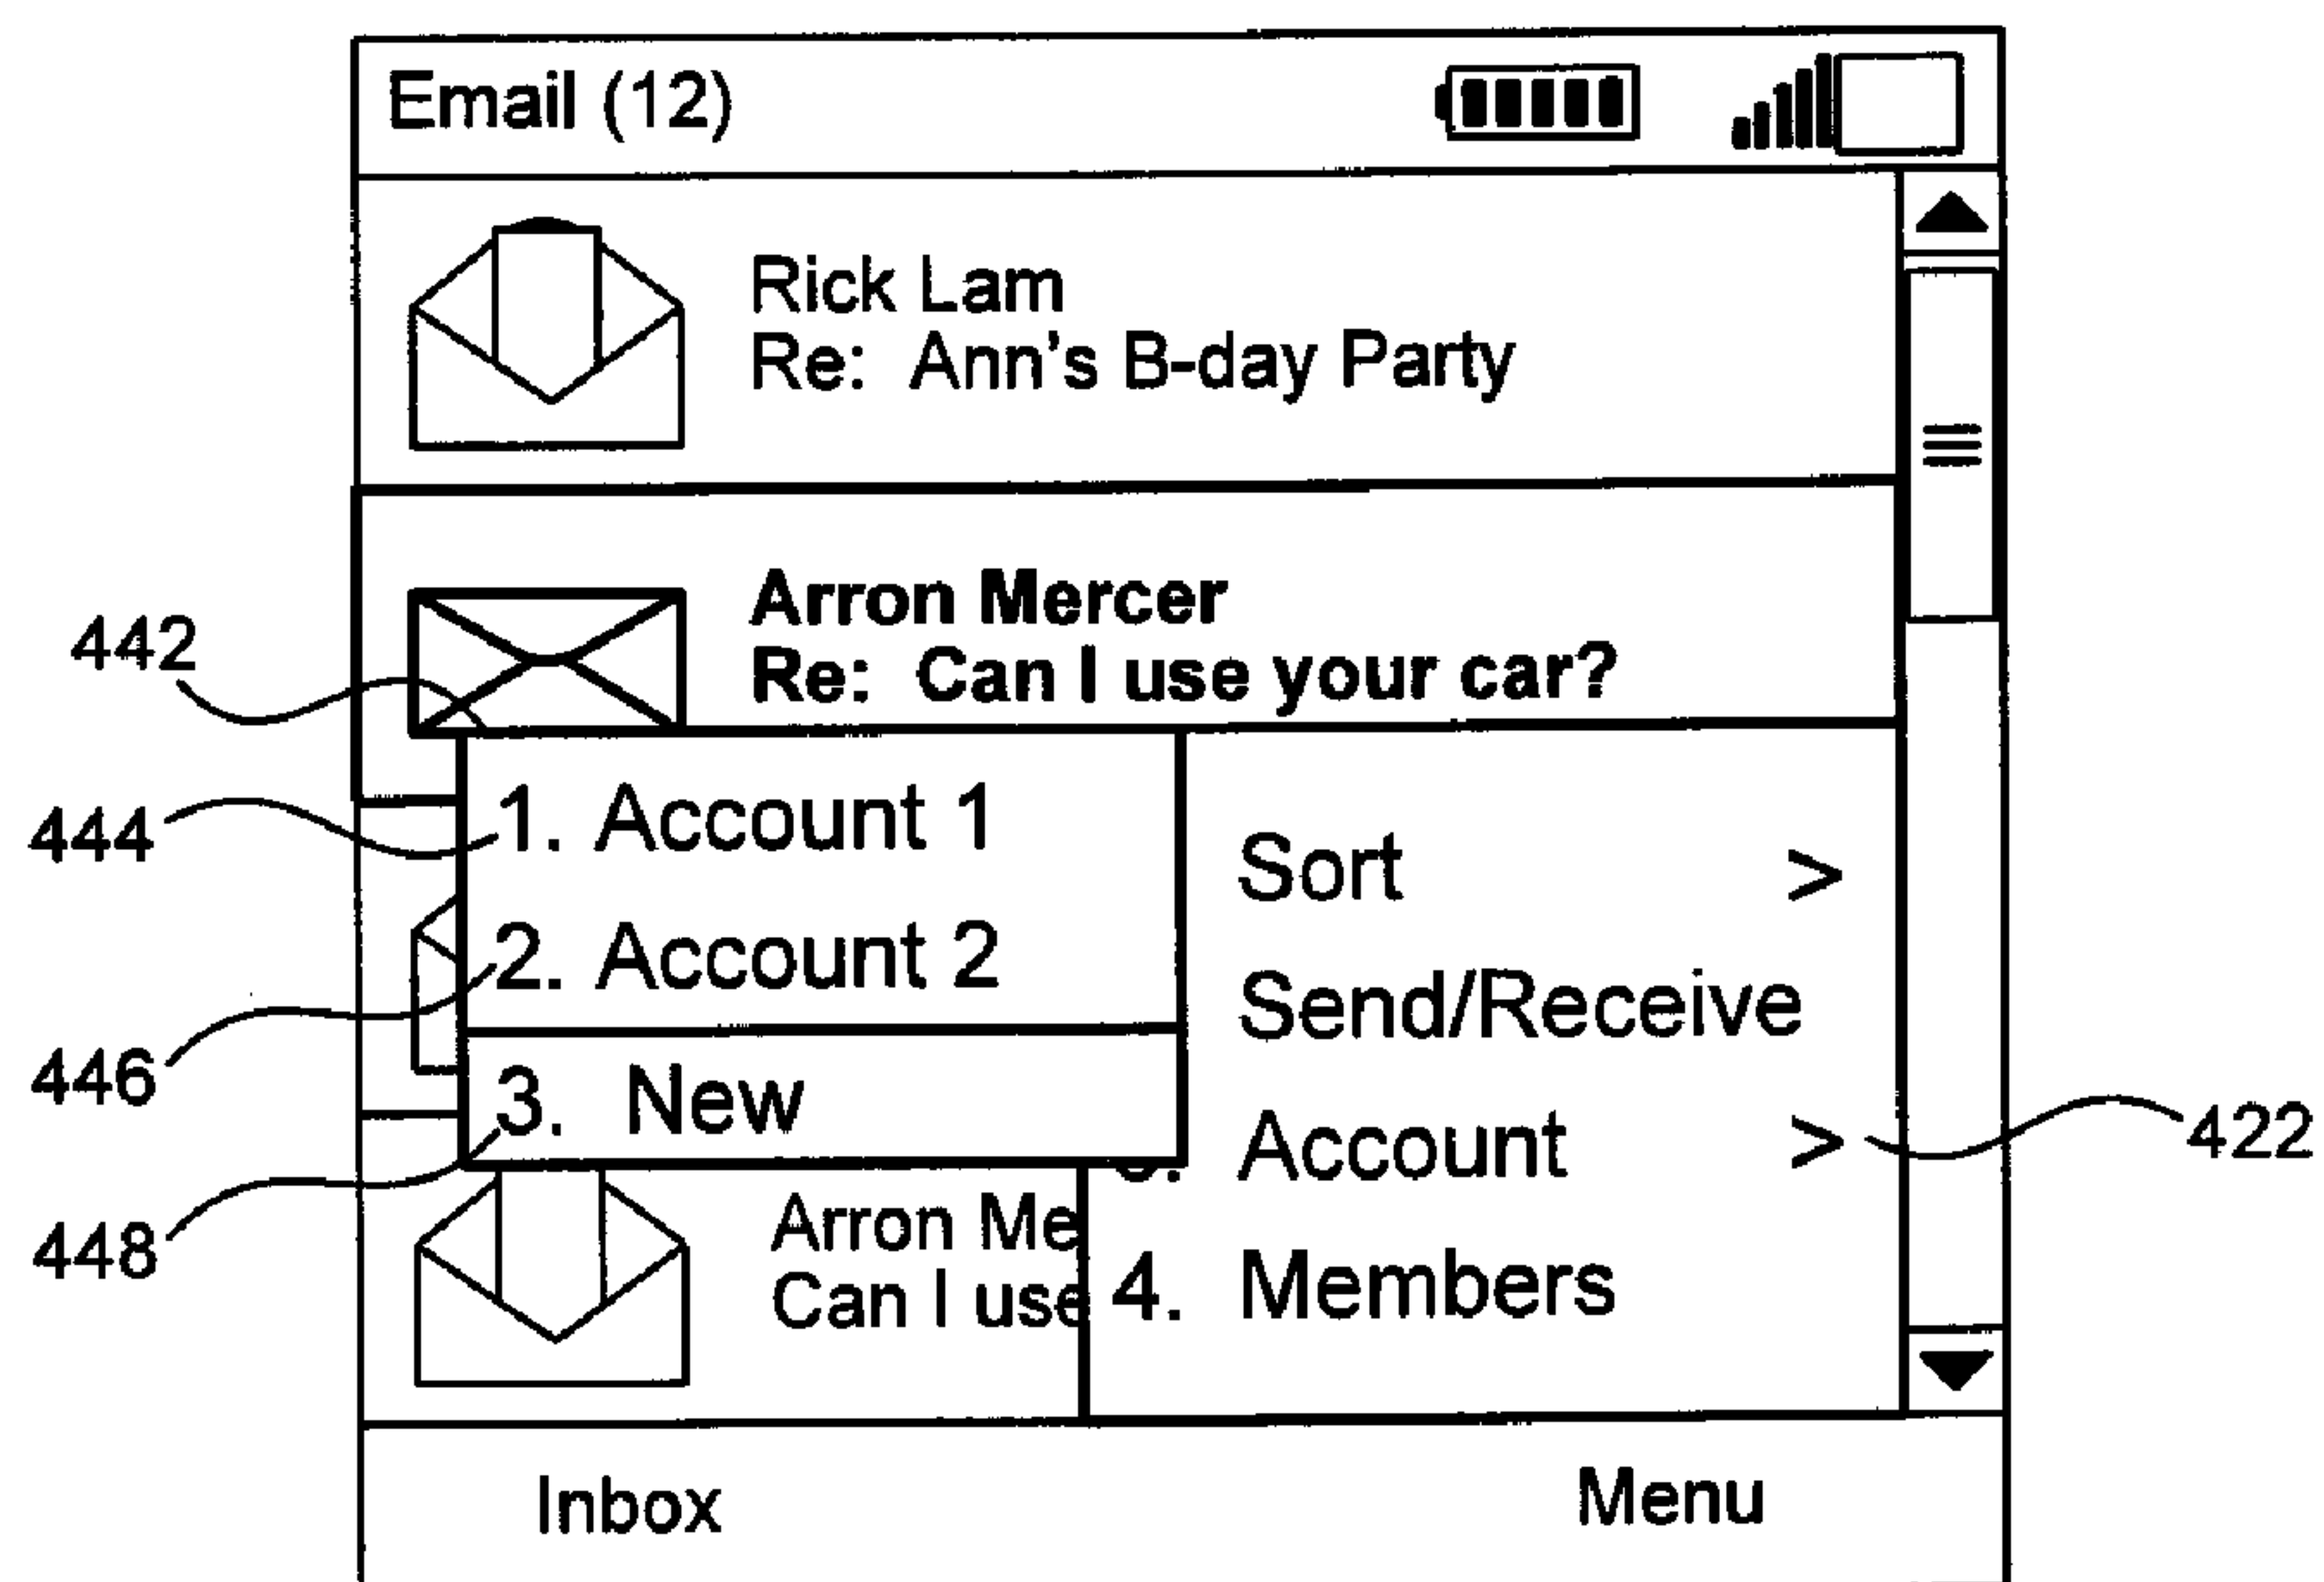 Email (12)
Rick Lam
Re: Ann's B-day Party
Arron Mercer
Re: Can I use your car?
442
444
1. Account 1
Sort >
2. Account 2
Send/Receive
446
3. New
Account >
422
448
Arron Me
Can I use
4. Members
Inbox
Menu